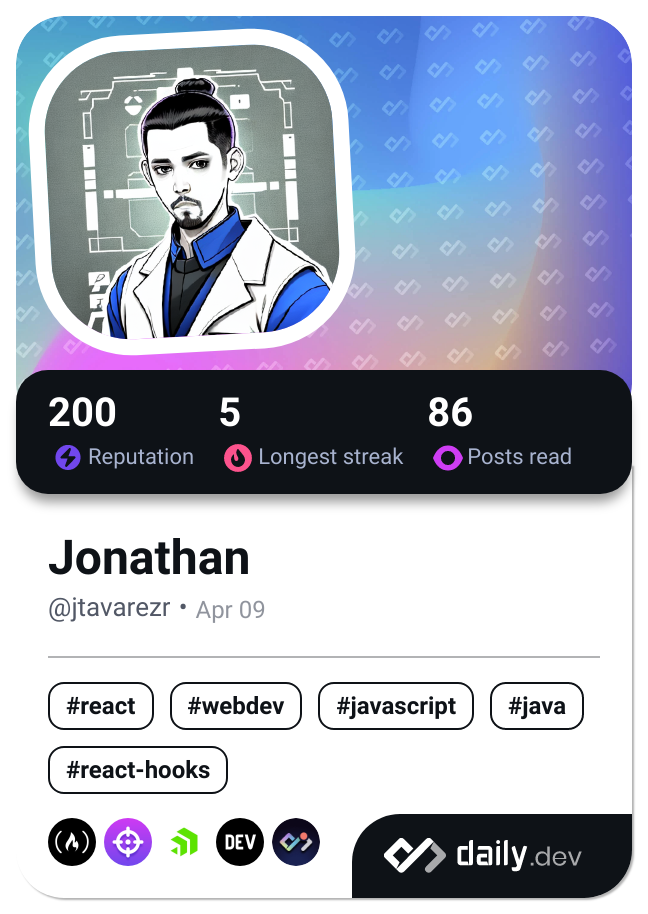 200 5 86
Reputation Longest streak Posts read
Jonathan
@jtavarezr • Apr 09
#react #webdev #javascript #java
#react-hooks
DEV
daily.dev